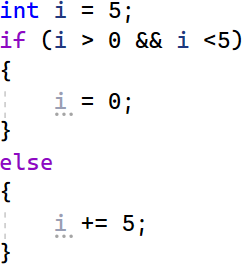 int i = 5;
if (i > 0 && i <5)
{
    i = 0;
}
else
{
    i += 5;
}